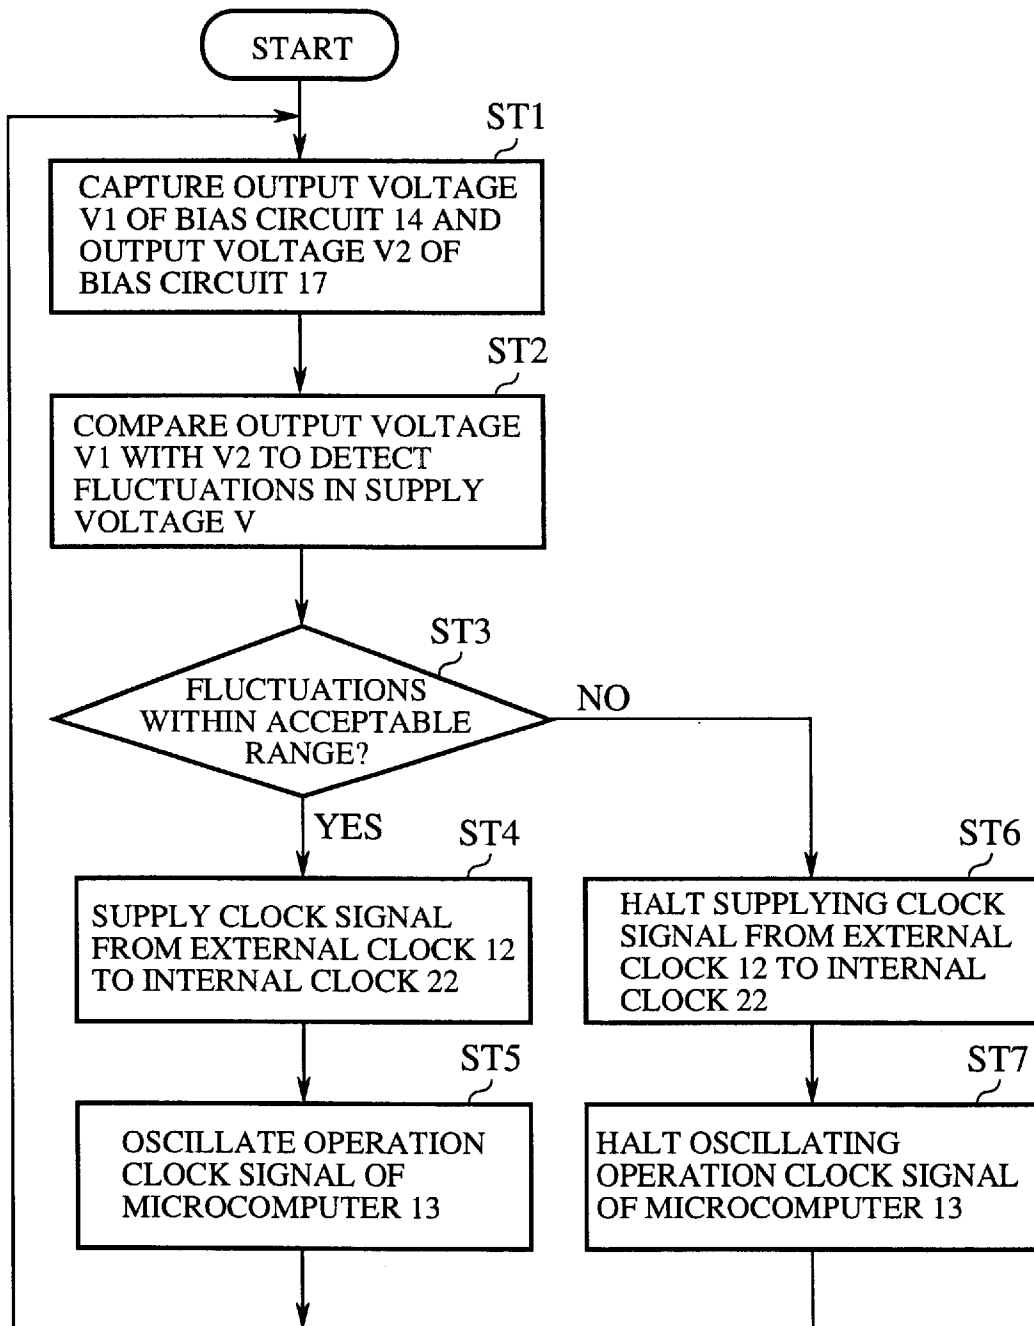 START
ST1
CAPTURE OUTPUT VOLTAGE
V1 OF BIAS CIRCUIT 14 AND
OUTPUT VOLTAGE V2 OF
BIAS CIRCUIT 17
ST2
COMPARE OUTPUT VOLTAGE
V1 WITH V2 TO DETECT
FLUCTUATIONS IN SUPPLY
VOLTAGE V
ST3
FLUCTUATIONS
WITHIN ACCEPTABLE
RANGE?
NO
YES
ST4
SUPPLY CLOCK SIGNAL
FROM EXTERNAL CLOCK 12
TO INTERNAL CLOCK 22
ST6
HALT SUPPLYING CLOCK
SIGNAL FROM EXTERNAL
CLOCK 12 TO INTERNAL
CLOCK 22
ST5
OSCILLATE OPERATION
CLOCK SIGNAL OF
MICROCOMPUTER 13
ST7
HALT OSCILLATING
OPERATION CLOCK SIGNAL
OF MICROCOMPUTER 13